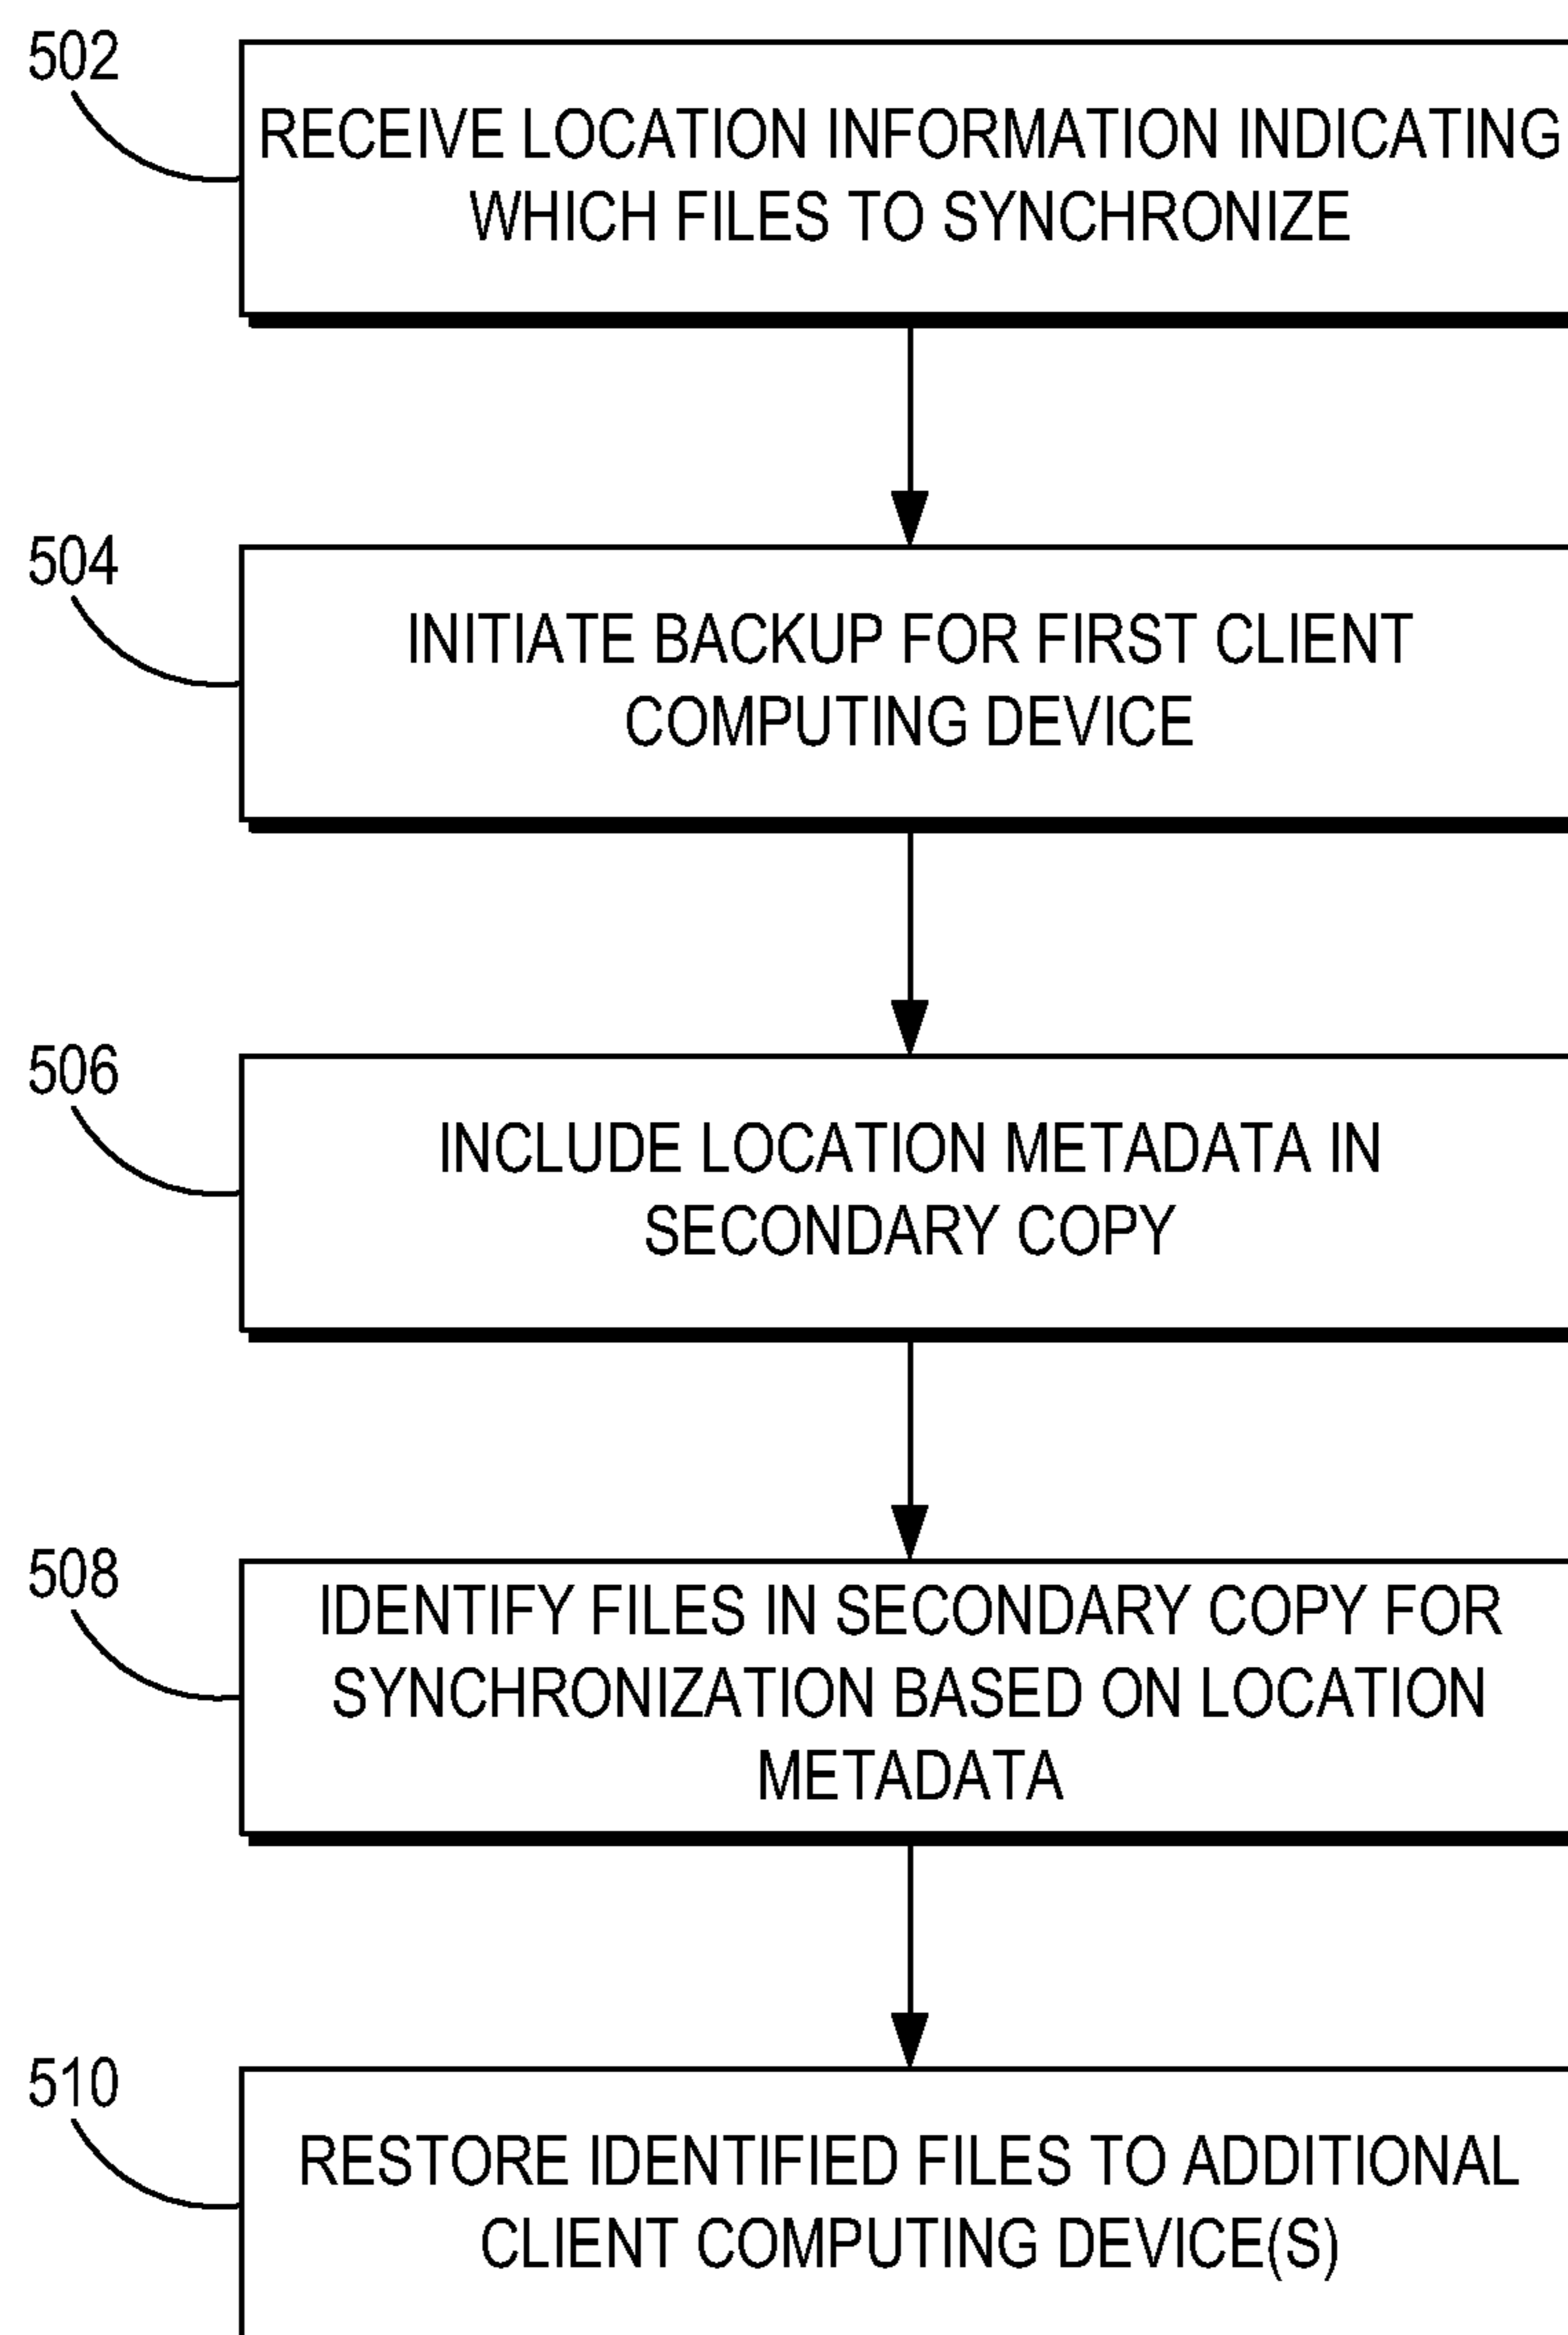 502
RECEIVE LOCATION INFORMATION INDICATING
WHICH FILES TO SYNCHRONIZE
504
INITIATE BACKUP FOR FIRST CLIENT
COMPUTING DEVICE
506
INCLUDE LOCATION METADATA IN
SECONDARY COPY
508
IDENTIFY FILES IN SECONDARY COPY FOR
SYNCHRONIZATION BASED ON LOCATION
METADATA
510
RESTORE IDENTIFIED FILES TO ADDITIONAL
CLIENT COMPUTING DEVICE(S)